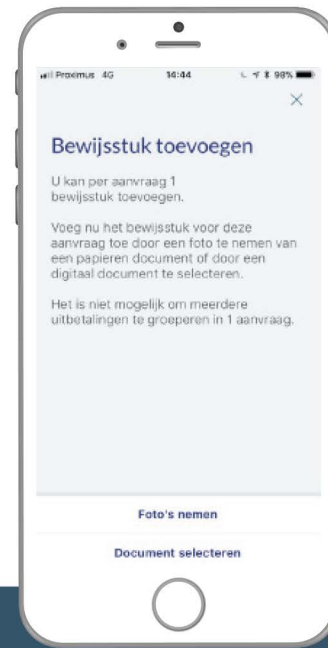 Proximus 4G 14:44 98%
Bewijsstuk toevoegen
U kan per aanvraag 1
bewijsstuk toevoegen.
Voeg nu het bewijsstuk voor deze
aanvraag toe door een foto te nemen van
een papieren document of door een
digitaal document te selecteren.
Het is niet mogelijk om meerdere
uitbetalingen te groeperen in 1 aanvraag.
Foto's nemen
Document selecteren